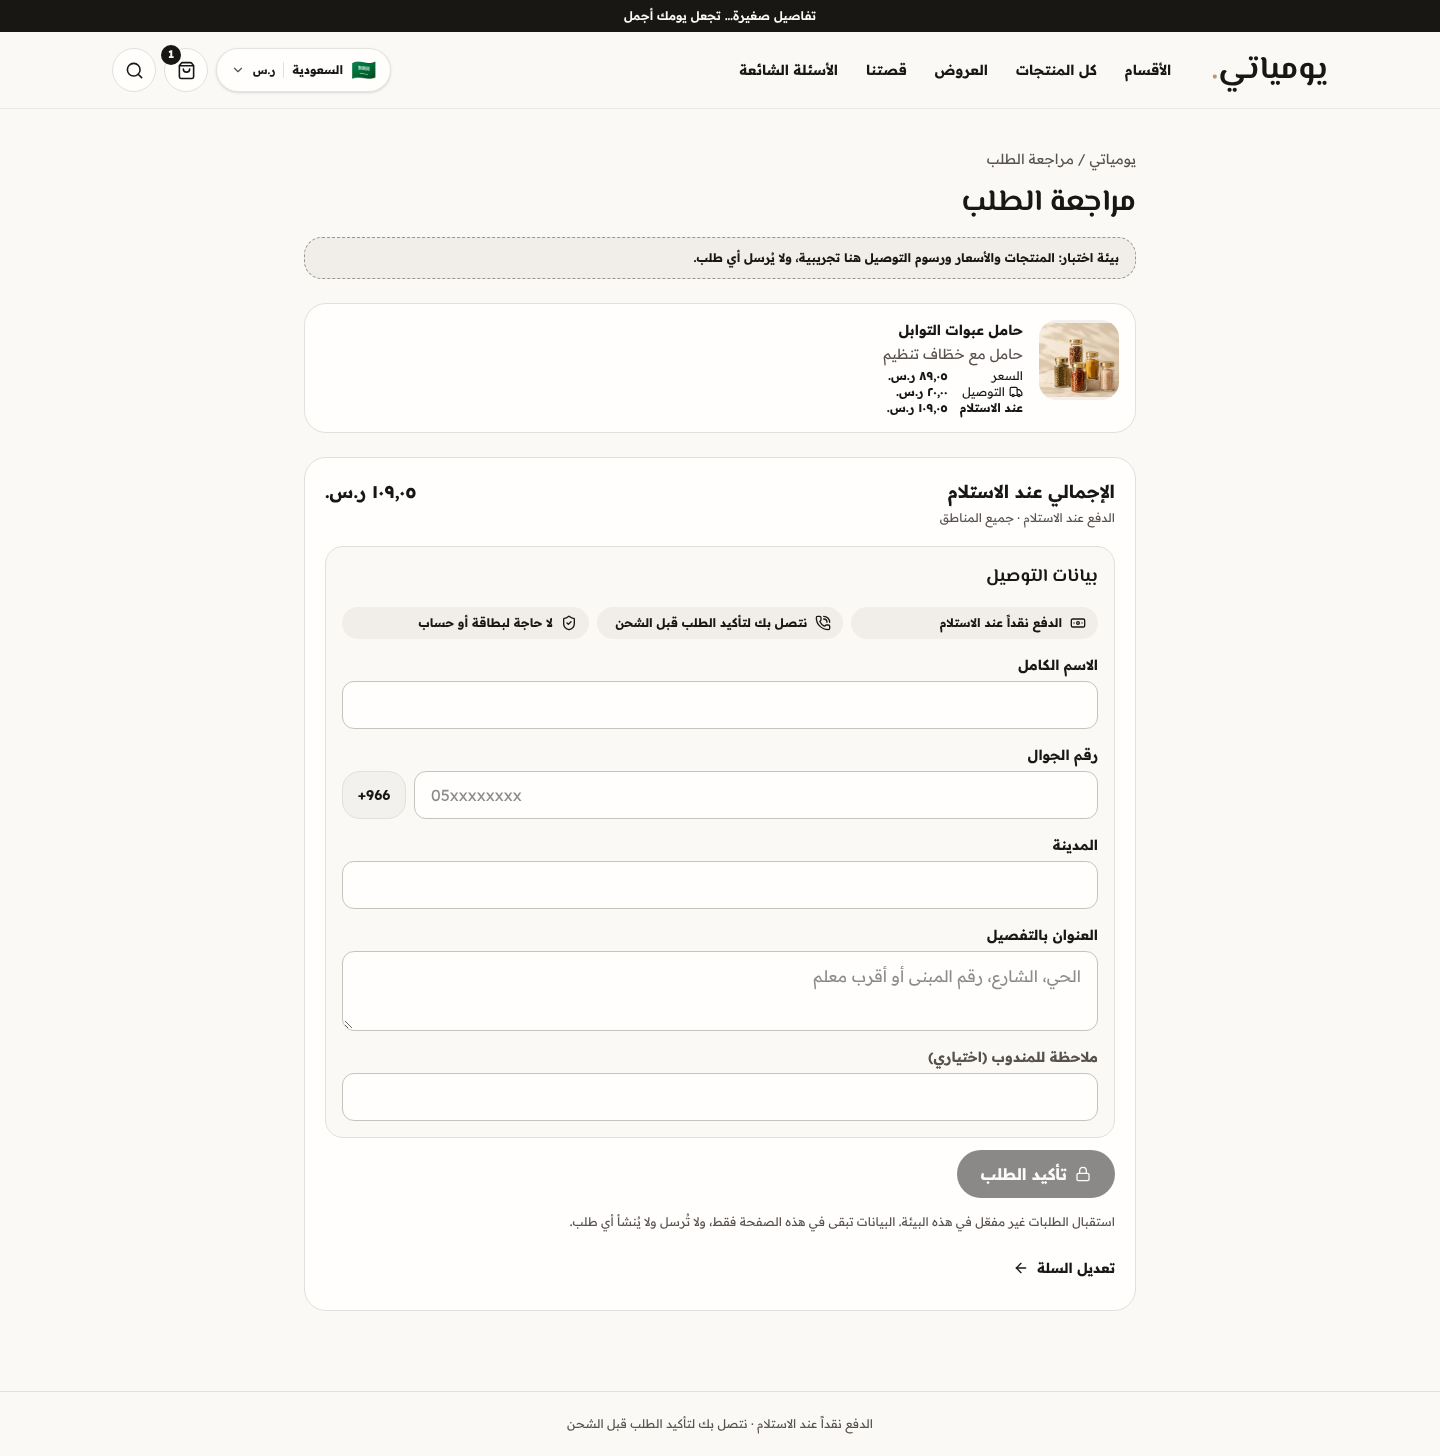 تفاصيل صغيرة... تجعل يومك أجمل
يومياتي.
الأقسام
كل المنتجات
العروض
قصتنا
الأسئلة الشائعة
السعودية
ر.س
1
يومياتي / مراجعة الطلب
مراجعة الطلب
بيئة اختبار: المنتجات والأسعار ورسوم التوصيل هنا تجريبية، ولا يُرسل أي طلب.
حامل عبوات التوابل
حامل مع خطّاف تنظيم
السعر ٨٩,٠٥ ر.س.
التوصيل ٢٠,٠٠ ر.س.
عند الاستلام ١٠٩,٠٥ ر.س.
الإجمالي عند الاستلام ١٠٩,٠٥ ر.س.
الدفع عند الاستلام · جميع المناطق
بيانات التوصيل
الدفع نقداً عند الاستلام
نتصل بك لتأكيد الطلب قبل الشحن
لا حاجة لبطاقة أو حساب
الاسم الكامل
رقم الجوال
05xxxxxxxx
+966
المدينة
العنوان بالتفصيل
الحي، الشارع، رقم المبنى أو أقرب معلم
ملاحظة للمندوب (اختياري)
تأكيد الطلب
استقبال الطلبات غير مفعّل في هذه البيئة. البيانات تبقى في هذه الصفحة فقط، ولا تُرسل ولا يُنشأ أي طلب.
تعديل السلة
الدفع نقداً عند الاستلام · نتصل بك لتأكيد الطلب قبل الشحن